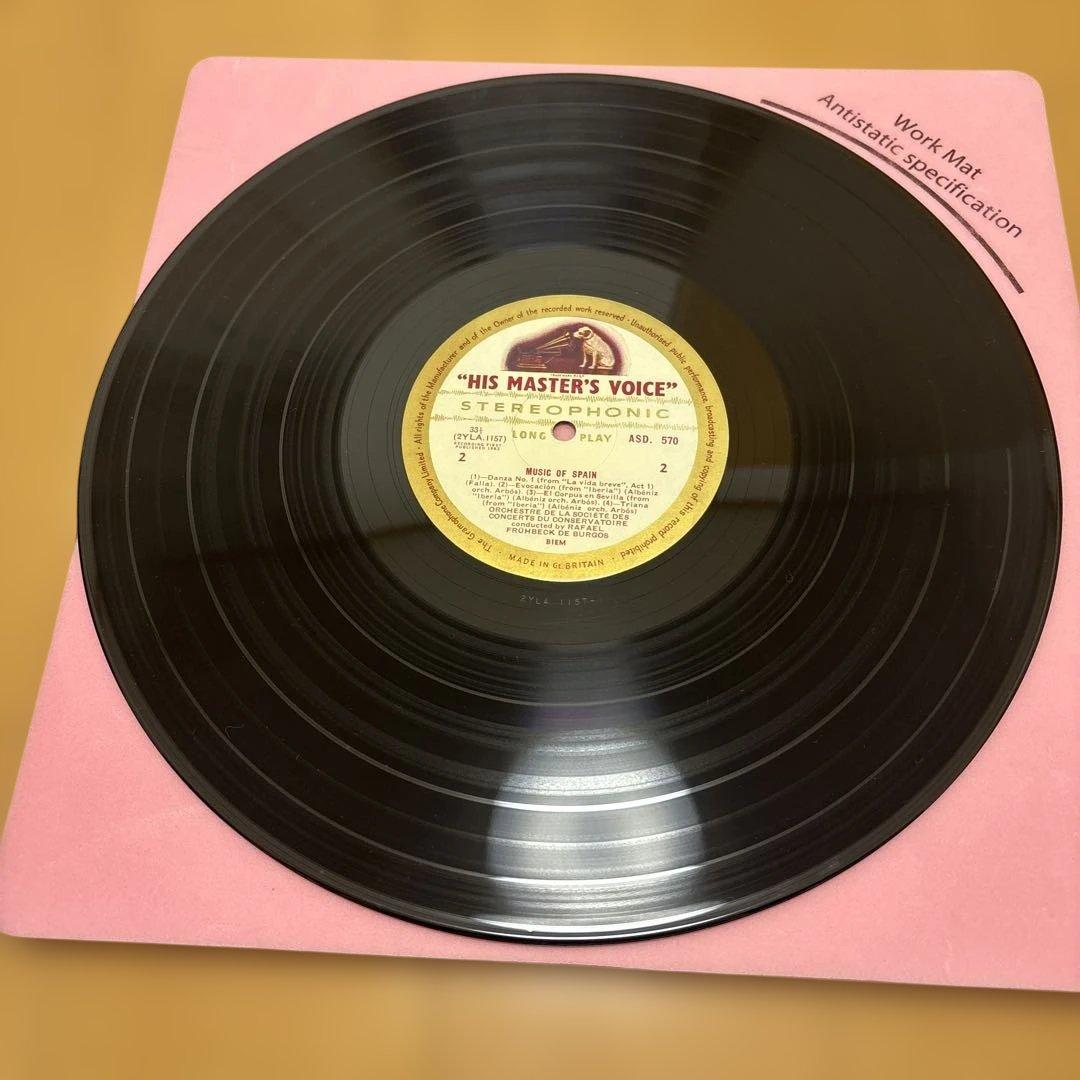 Work Mat
Antistatic specification
All rights of the Manufacturer and of the Owner of the recorded work reserved · Unauthorised public performance, broadcasting and copying of this record prohibited ·
The Gramophone Company Limited ·
"HIS MASTER'S VOICE"
STEREOPHONIC
33⅓
(2YLA.1157)
RECORDING FIRST
PUBLISHED 1963
LONG PLAY
ASD. 570
2
2
MUSIC OF SPAIN
(1)—Danza No. 1 (from "La vida breve", Act 1)
(Falla). (2)—Evocación (from "Iberia") (Albéniz
orch. Arbós). (3)—El Corpus en Sevilla (from
"Iberia") (Albéniz orch. Arbós). (4)—Triana
(from "Iberia") (Albéniz orch. Arbós)
ORCHESTRE DE LA SOCIÉTÉ DES
CONCERTS DU CONSERVATOIRE
conducted by RAFAEL
FRÜHBECK DE BURGOS
BIEM
· MADE IN GT. BRITAIN ·
2YLA 1157-